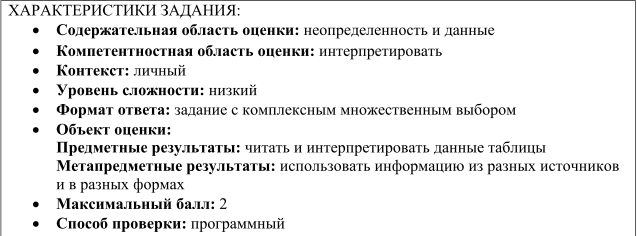 ХАРАКТЕРИСТИКИ ЗАДАНИЯ:
• Содержательная область оценки: неопределенность и данные
• Компетентностная область оценки: интерпретировать
• Контекст: личный
• Уровень сложности: низкий
• Формат ответа: задание с комплексным множественным выбором
• Объект оценки:
Предметные результаты: читать и интерпретировать данные таблицы
Метапредметные результаты: использовать информацию из разных источников
и в разных формах
• Максимальный балл: 2
• Способ проверки: программный